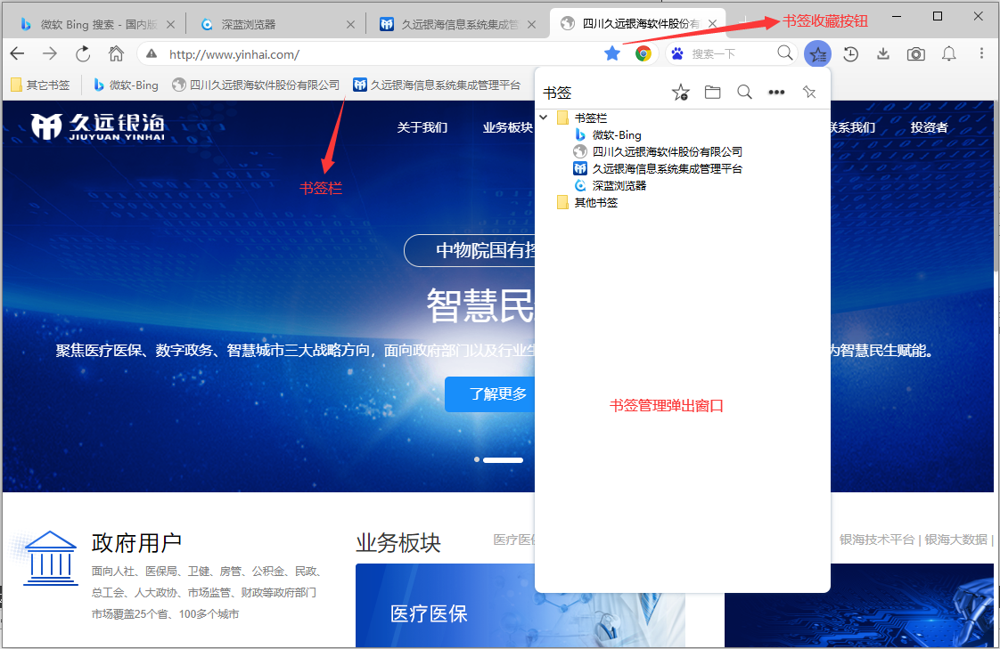 微软 Bing 搜索 - 国内版
深蓝浏览器
久远银海信息系统集成管
四川久远银海软件股份有
书签收藏按钮
http://www.yinhai.com/
搜索一下
其它书签
微软-Bing
四川久远银海软件股份有限公司
久远银海信息系统集成管理平台
书签
书签栏
微软-Bing
四川久远银海软件股份有限公司
久远银海信息系统集成管理平台
深蓝浏览器
其他书签
久远银海
JIUYUAN YINHAI
关于我们
业务板块
联系我们
投资者
书签栏
中物院国有控
智慧民
聚焦医疗医保、数字政务、智慧城市三大战略方向，面向政府部门以及行业生
为智慧民生赋能。
了解更多
书签管理弹出窗口
政府用户
面向人社、医保局、卫健、房管、公积金、民政、
总工会、人大政协、市场监管、财政等政府部门
市场覆盖25个省、100多个城市
业务板块
医疗医保
银海技术平台 | 银海大数据 |
医疗医保